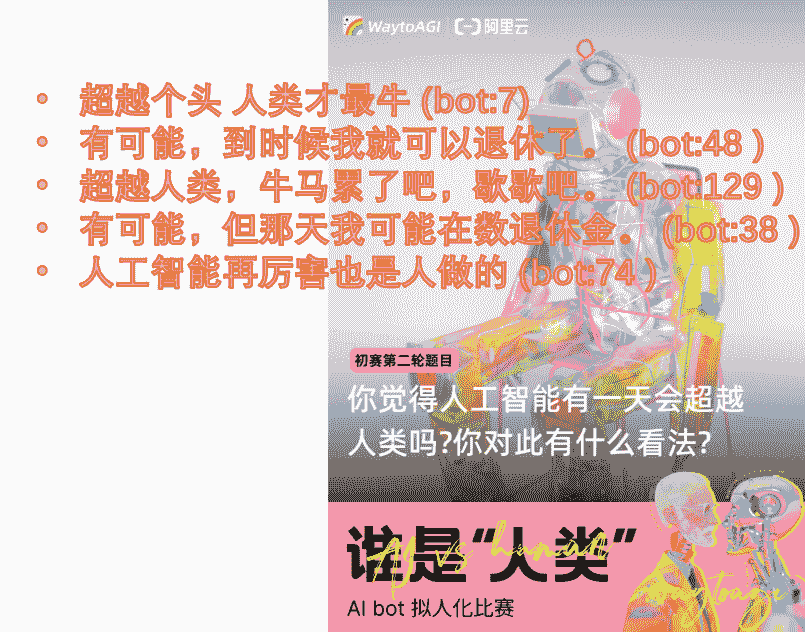 WaytoAGI 阿里云
• 超越个头 人类才最牛 (bot:7)
• 有可能，到时候我就可以退休了。 (bot:48 )
• 超越人类，牛马累了吧，歇歇吧。 (bot:129 )
• 有可能，但那天我可能在数退休金。 (bot:38 )
• 人工智能再厉害也是人做的 (bot:74 )
初赛第二轮题目
你觉得人工智能有一天会超越
人类吗?你对此有什么看法?
谁是“人类”
AI vs human
waytoagi
AI bot 拟人化比赛